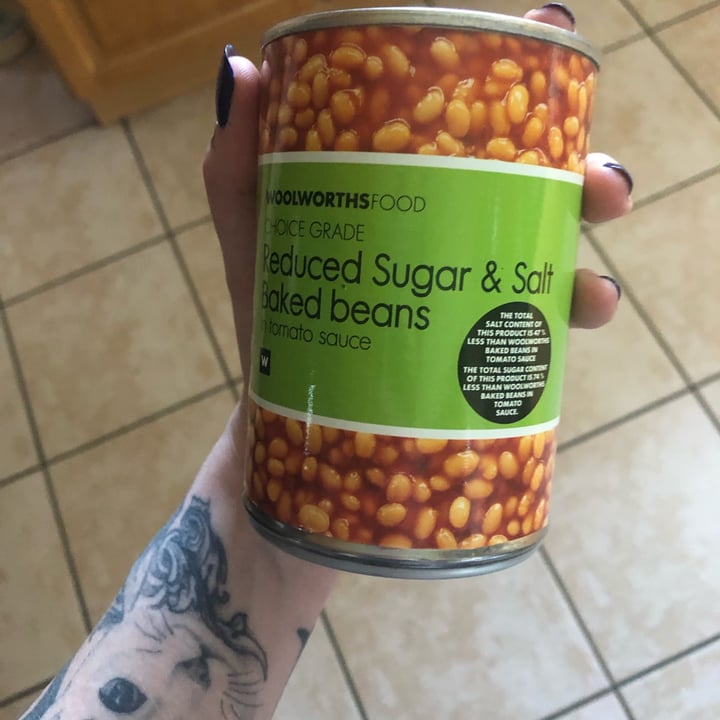 WOOLWORTHSFOOD
CHOICE GRADE
Reduced Sugar & Salt
Baked beans
in tomato sauce
W
THE TOTAL
SALT CONTENT OF
THIS PRODUCT IS 47 %
LESS THAN WOOLWORTHS
BAKED BEANS IN
TOMATO SAUCE
THE TOTAL SUGAR CONTENT
OF THIS PRODUCT IS 74 %
LESS THAN WOOLWORTHS
BAKED BEANS IN
TOMATO
SAUCE.